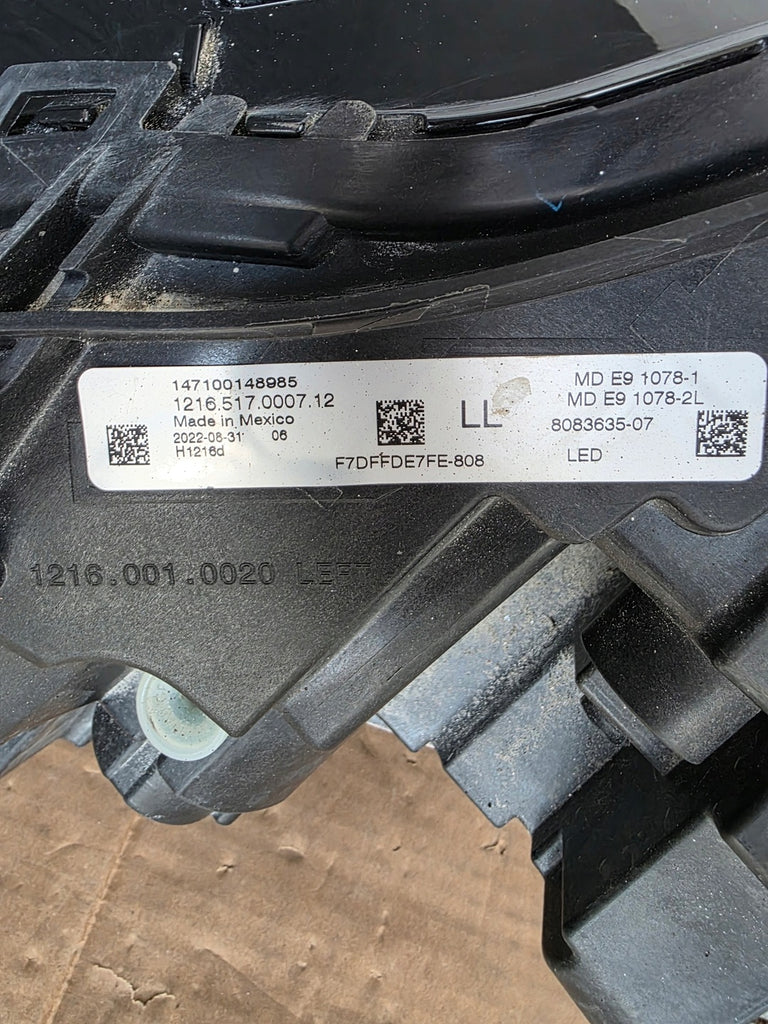 147100148985
1216.517.0007.12
Made in Mexico
2022-08-31 06
H1216d
F7DFFDE7FE-808
LL
MD E9 1078-1
MD E9 1078-2L
8083635-07
LED
1216.001.0020 LEFT